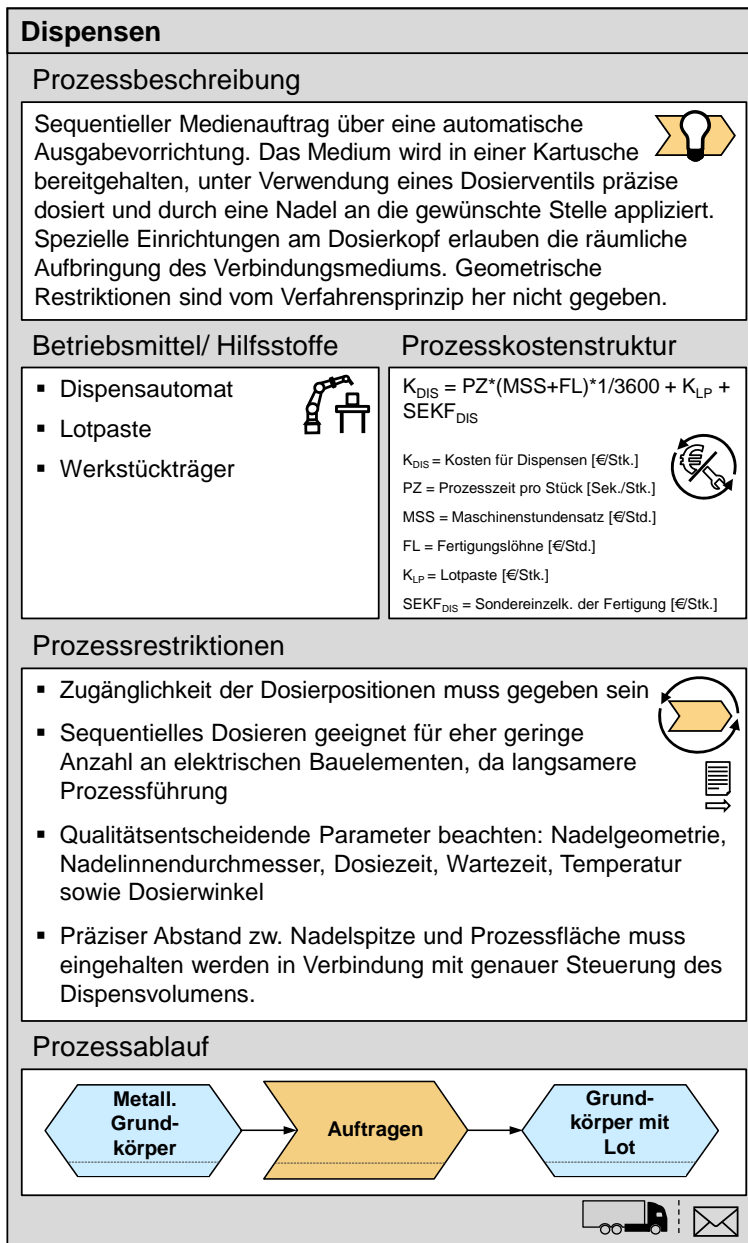 Dispensen
Prozessbeschreibung
Sequentieller Medienauftrag über eine automatische
Ausgabevorrichtung. Das Medium wird in einer Kartusche
bereitgehalten, unter Verwendung eines Dosierventils präzise
dosiert und durch eine Nadel an die gewünschte Stelle appliziert.
Spezielle Einrichtungen am Dosierkopf erlauben die räumliche
Aufbringung des Verbindungsmediums. Geometrische
Restriktionen sind vom Verfahrensprinzip her nicht gegeben.
Betriebsmittel/ Hilfsstoffe
▪ Dispensautomat
▪ Lotpaste
▪ Werkstückträger
Prozesskostenstruktur
K_DIS = PZ*(MSS+FL)*1/3600 + K_LP +
SEKF_DIS
K_DIS = Kosten für Dispensen [€/Stk.]
PZ = Prozesszeit pro Stück [Sek./Stk.]
MSS = Maschinenstundensatz [€/Std.]
FL = Fertigungslöhne [€/Std.]
K_LP = Lotpaste [€/Stk.]
SEKF_DIS = Sondereinzelk. der Fertigung [€/Stk.]
Prozessrestriktionen
▪ Zugänglichkeit der Dosierpositionen muss gegeben sein
▪ Sequentielles Dosieren geeignet für eher geringe
Anzahl an elektrischen Bauelementen, da langsamere
Prozessführung
▪ Qualitätsentscheidende Parameter beachten: Nadelgeometrie,
Nadelinnendurchmesser, Dosiezeit, Wartezeit, Temperatur
sowie Dosierwinkel
▪ Präziser Abstand zw. Nadelspitze und Prozessfläche muss
eingehalten werden in Verbindung mit genauer Steuerung des
Dispensvolumens.
Prozessablauf
Metall.
Grund-
körper
Auftragen
Grund-
körper mit
Lot